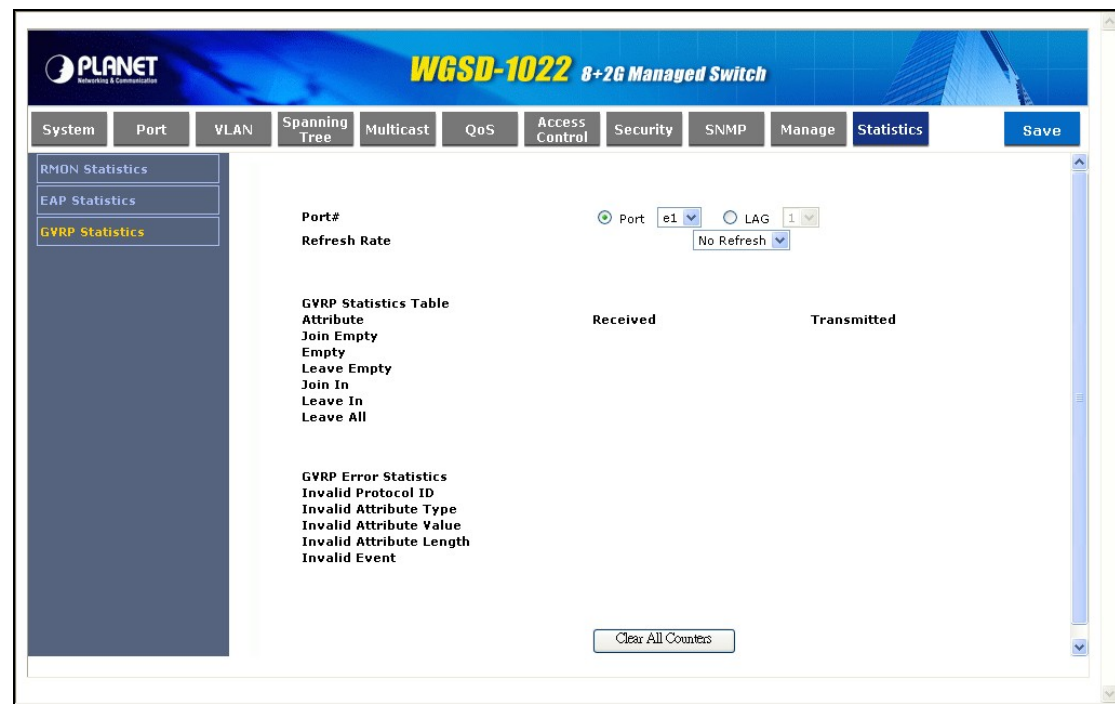 PLANET
Networking & Communication
WGSD-1022 8+2G Managed Switch
System Port VLAN Spanning Tree Multicast QoS Access Control Security SNMP Manage Statistics Save
RMON Statistics
EAP Statistics
GVRP Statistics
Port# Port e1 LAG 1
Refresh Rate No Refresh
GVRP Statistics Table
Attribute Received Transmitted
Join Empty
Empty
Leave Empty
Join In
Leave In
Leave All
GVRP Error Statistics
Invalid Protocol ID
Invalid Attribute Type
Invalid Attribute Value
Invalid Attribute Length
Invalid Event
Clear All Counters